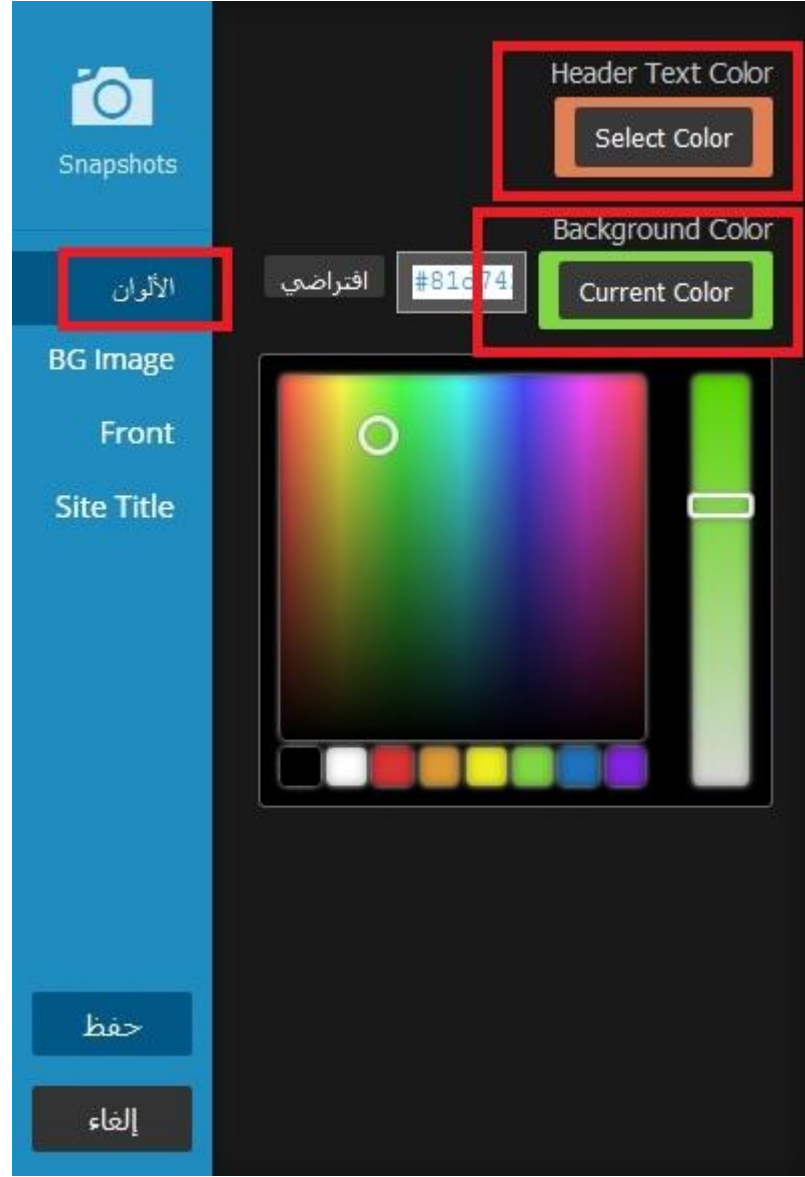 Snapshots
الألوان
BG Image
Front
Site Title
حفظ
إلغاء
Header Text Color
Select Color
Background Color
Current Color
افتراضي